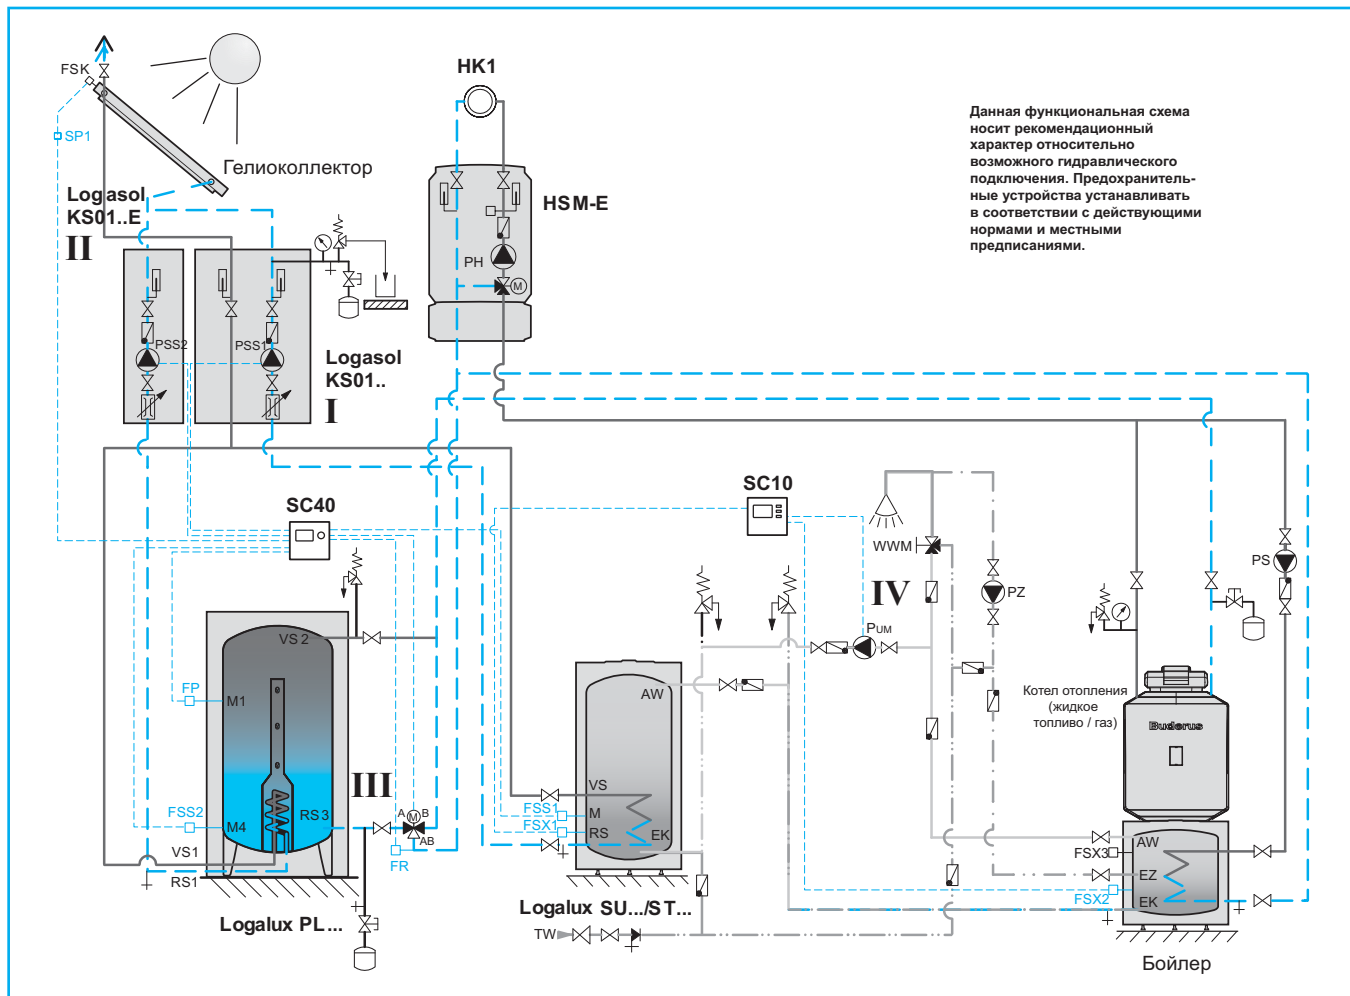 FSK
SP1
Гелиоколлектор
Logasol
KS01..E
II
HK1
HSM-E
PH
M
Данная функциональная схема
носит рекомендационный
характер относительно
возможного гидравлического
подключения. Предохранитель-
ные устройства устанавливать
в соответствии с действующими
нормами и местными
предписаниями.
PSS2
PSS1
Logasol
KS01..
I
SC40
SC10
WWM
IV
PZ
PS
PUM
VS 2
FP
M1
III
FSS2
M4
RS 3
A
M
B
AB
FR
VS1
RS1
Logalux PL...
AW
VS
FSS1
M
FSX1
RS
EK
Logalux SU.../ST...
TW
Котел отопления
(жидкое
топливо / газ)
Buderus
AW
FSX3
EZ
FSX2
EK
Бойлер